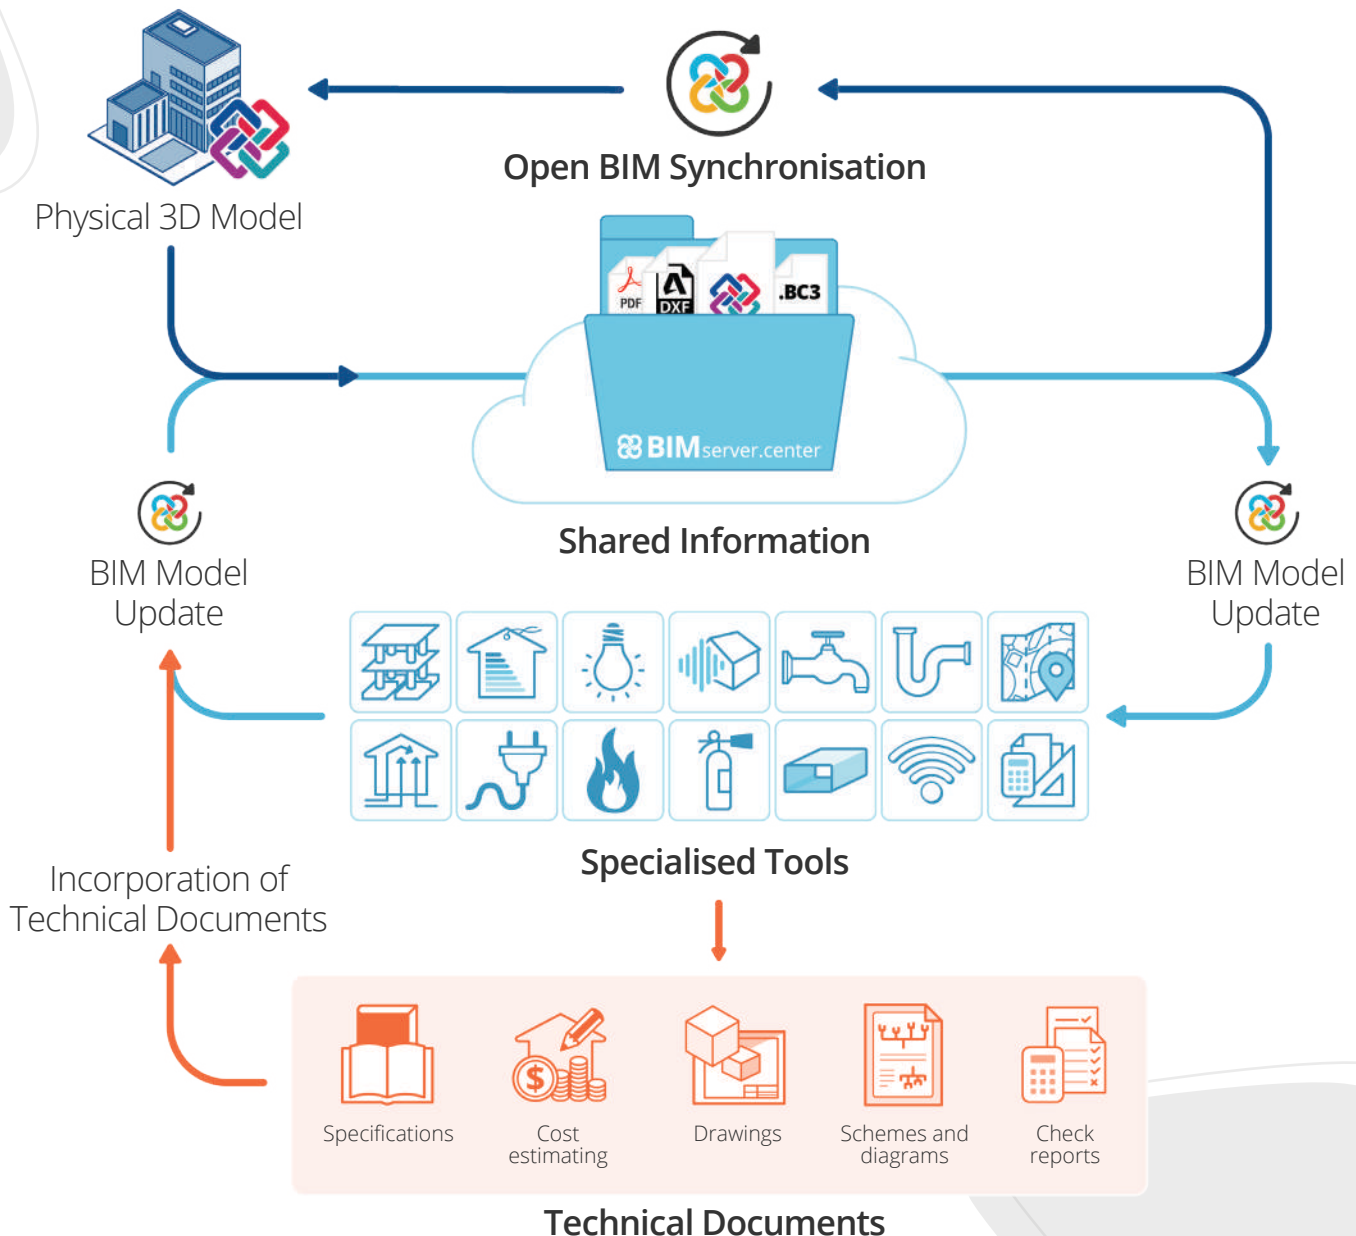 Open BIM Synchronisation
Physical 3D Model
PDF
DXF
.BC3
BIMserver.center
Shared Information
BIM Model
Update
BIM Model
Update
Specialised Tools
Incorporation of
Technical Documents
$
Specifications
Cost
estimating
Drawings
Schemes and
diagrams
Check
reports
Technical Documents